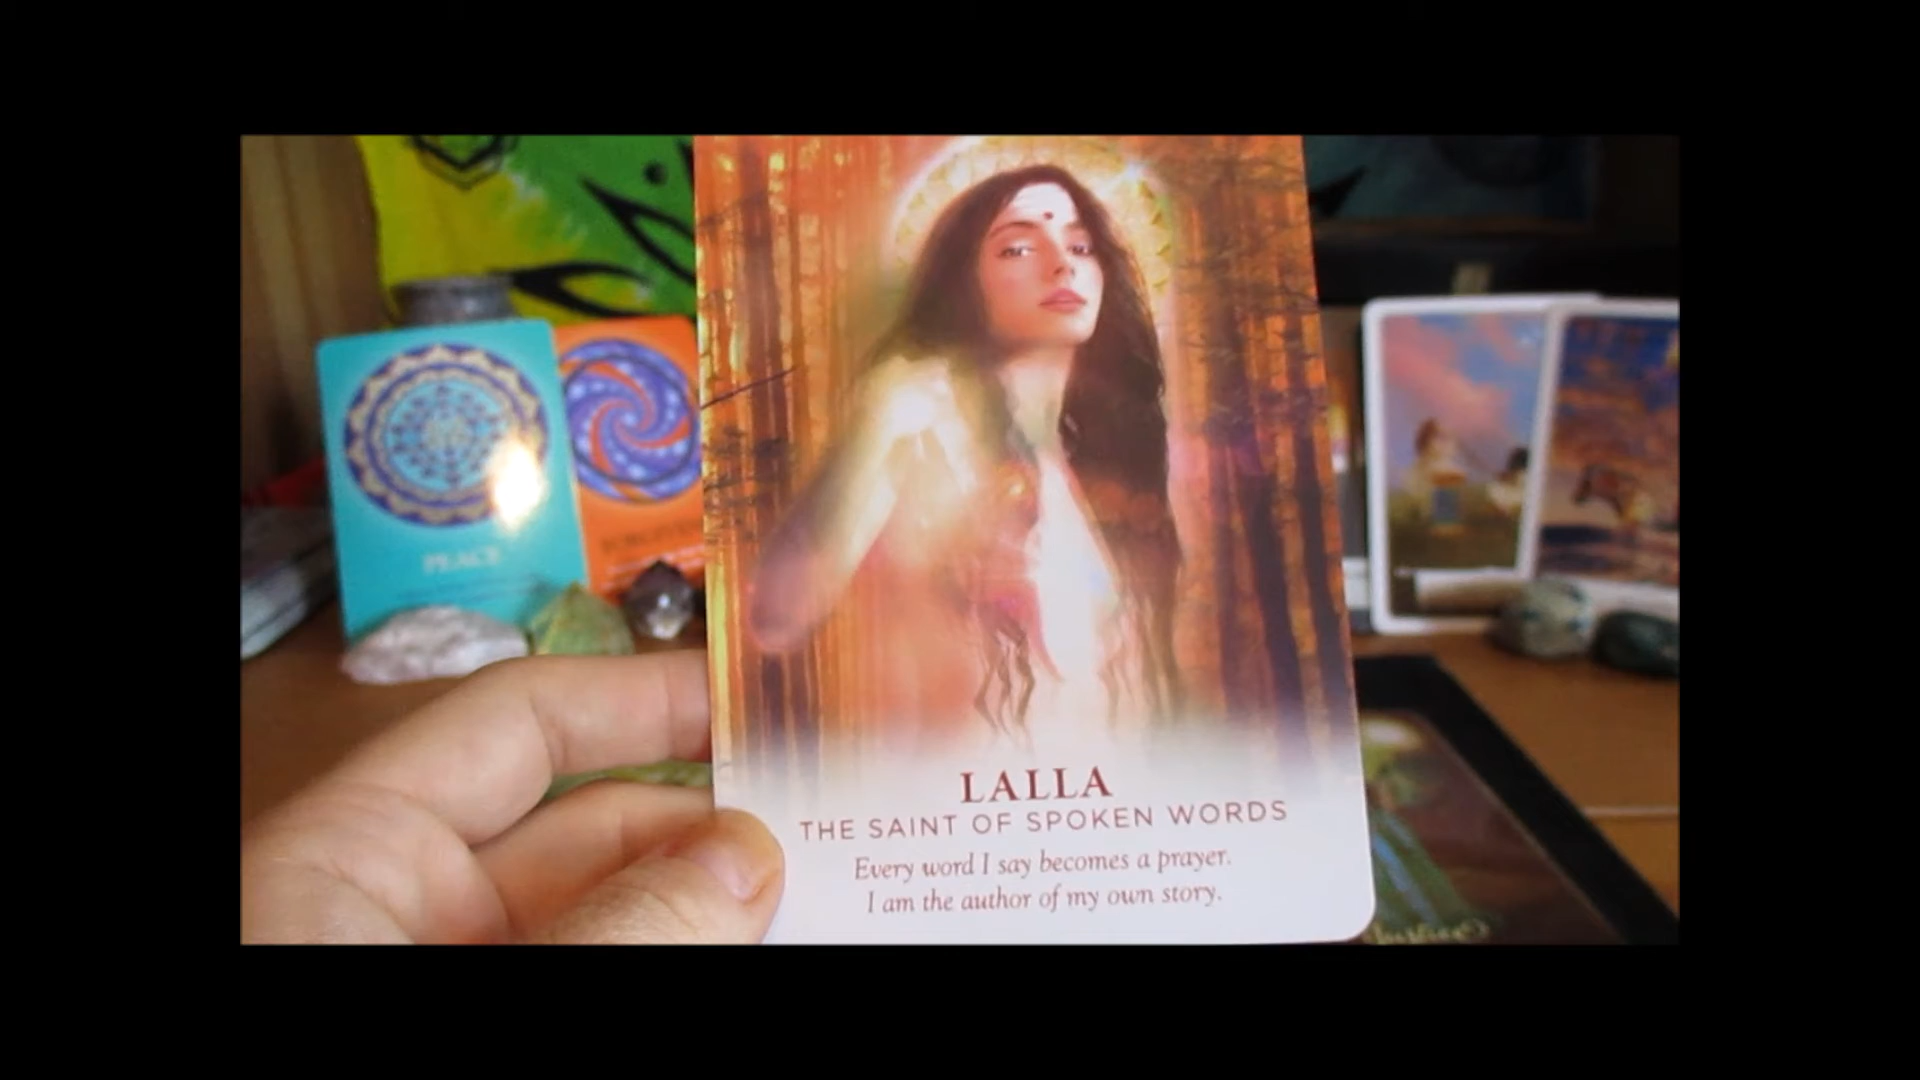 PEACE
LALLA
THE SAINT OF SPOKEN WORDS
Every word I say becomes a prayer.
I am the author of my own story.
Justice